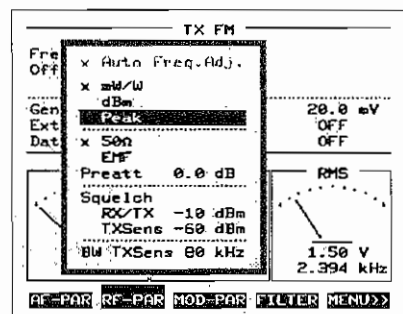 TX FM
Fre
Off
x Auto Freq.Adj.
x mW/W
dBm
Peak
Gen 20.0 mV
Ext OFF
Dat OFF
x 50Ω
EMF
Preatt 0.0 dB
RMS
Squelch
RX/TX -10 dBm
TXSens -60 dBm
BW TXSens 80 kHz
1.50 V
2.394 kHz
AF-PAR RF-PAR MOD-PAR FILTER MENU>>